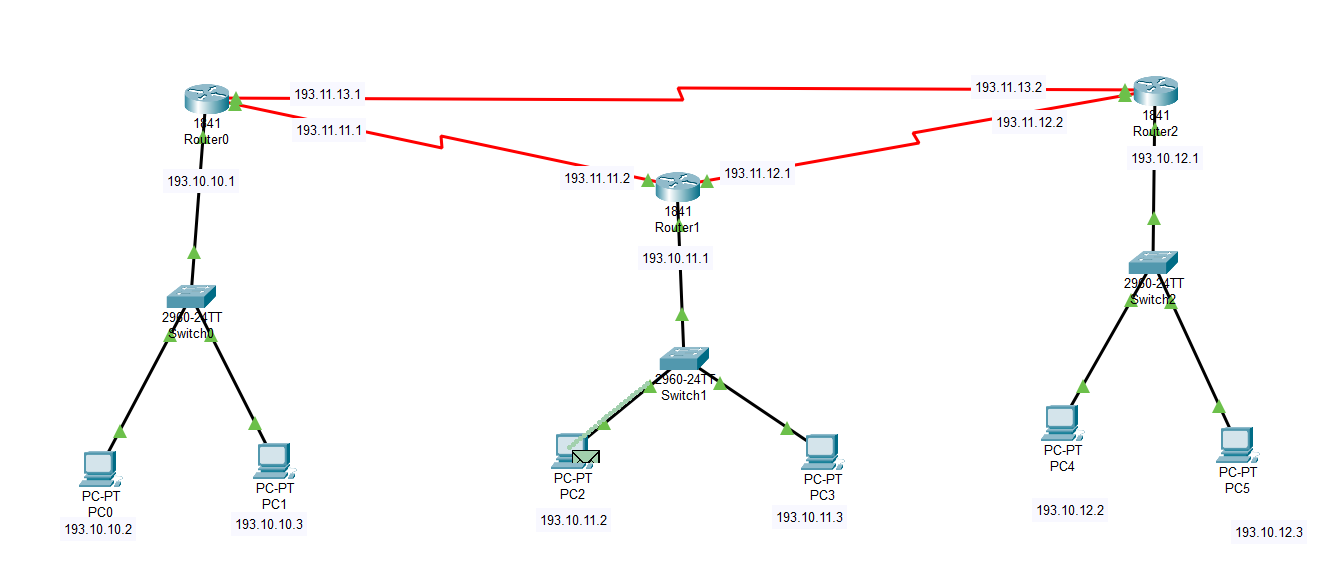 193.11.13.1
193.11.13.2
193.11.11.1
193.11.12.2
1841
Router0
1841
Router2
193.10.12.1
193.11.11.2
193.11.12.1
193.10.10.1
1841
Router1
193.10.11.1
2960-24TT
Switch0
2960-24TT
Switch2
2960-24TT
Switch1
PC-PT
PC0
193.10.10.2
PC-PT
PC1
193.10.10.3
PC-PT
PC2
193.10.11.2
PC-PT
PC3
193.10.11.3
PC-PT
PC4
193.10.12.2
PC-PT
PC5
193.10.12.3